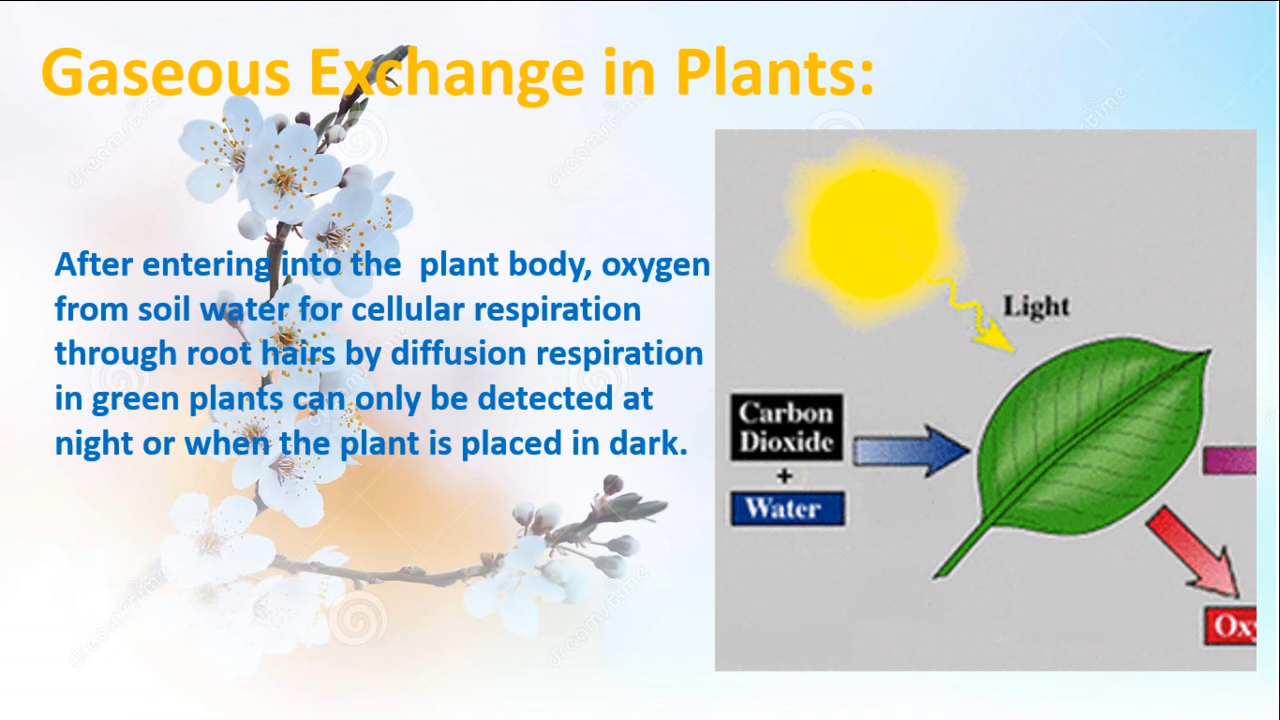 Gaseous Exchange in Plants:
After entering into the plant body, oxygen
from soil water for cellular respiration
through root hairs by diffusion respiration
in green plants can only be detected at
night or when the plant is placed in dark.
Light
Carbon
Dioxide
+
Water
Oxy
dreamstime